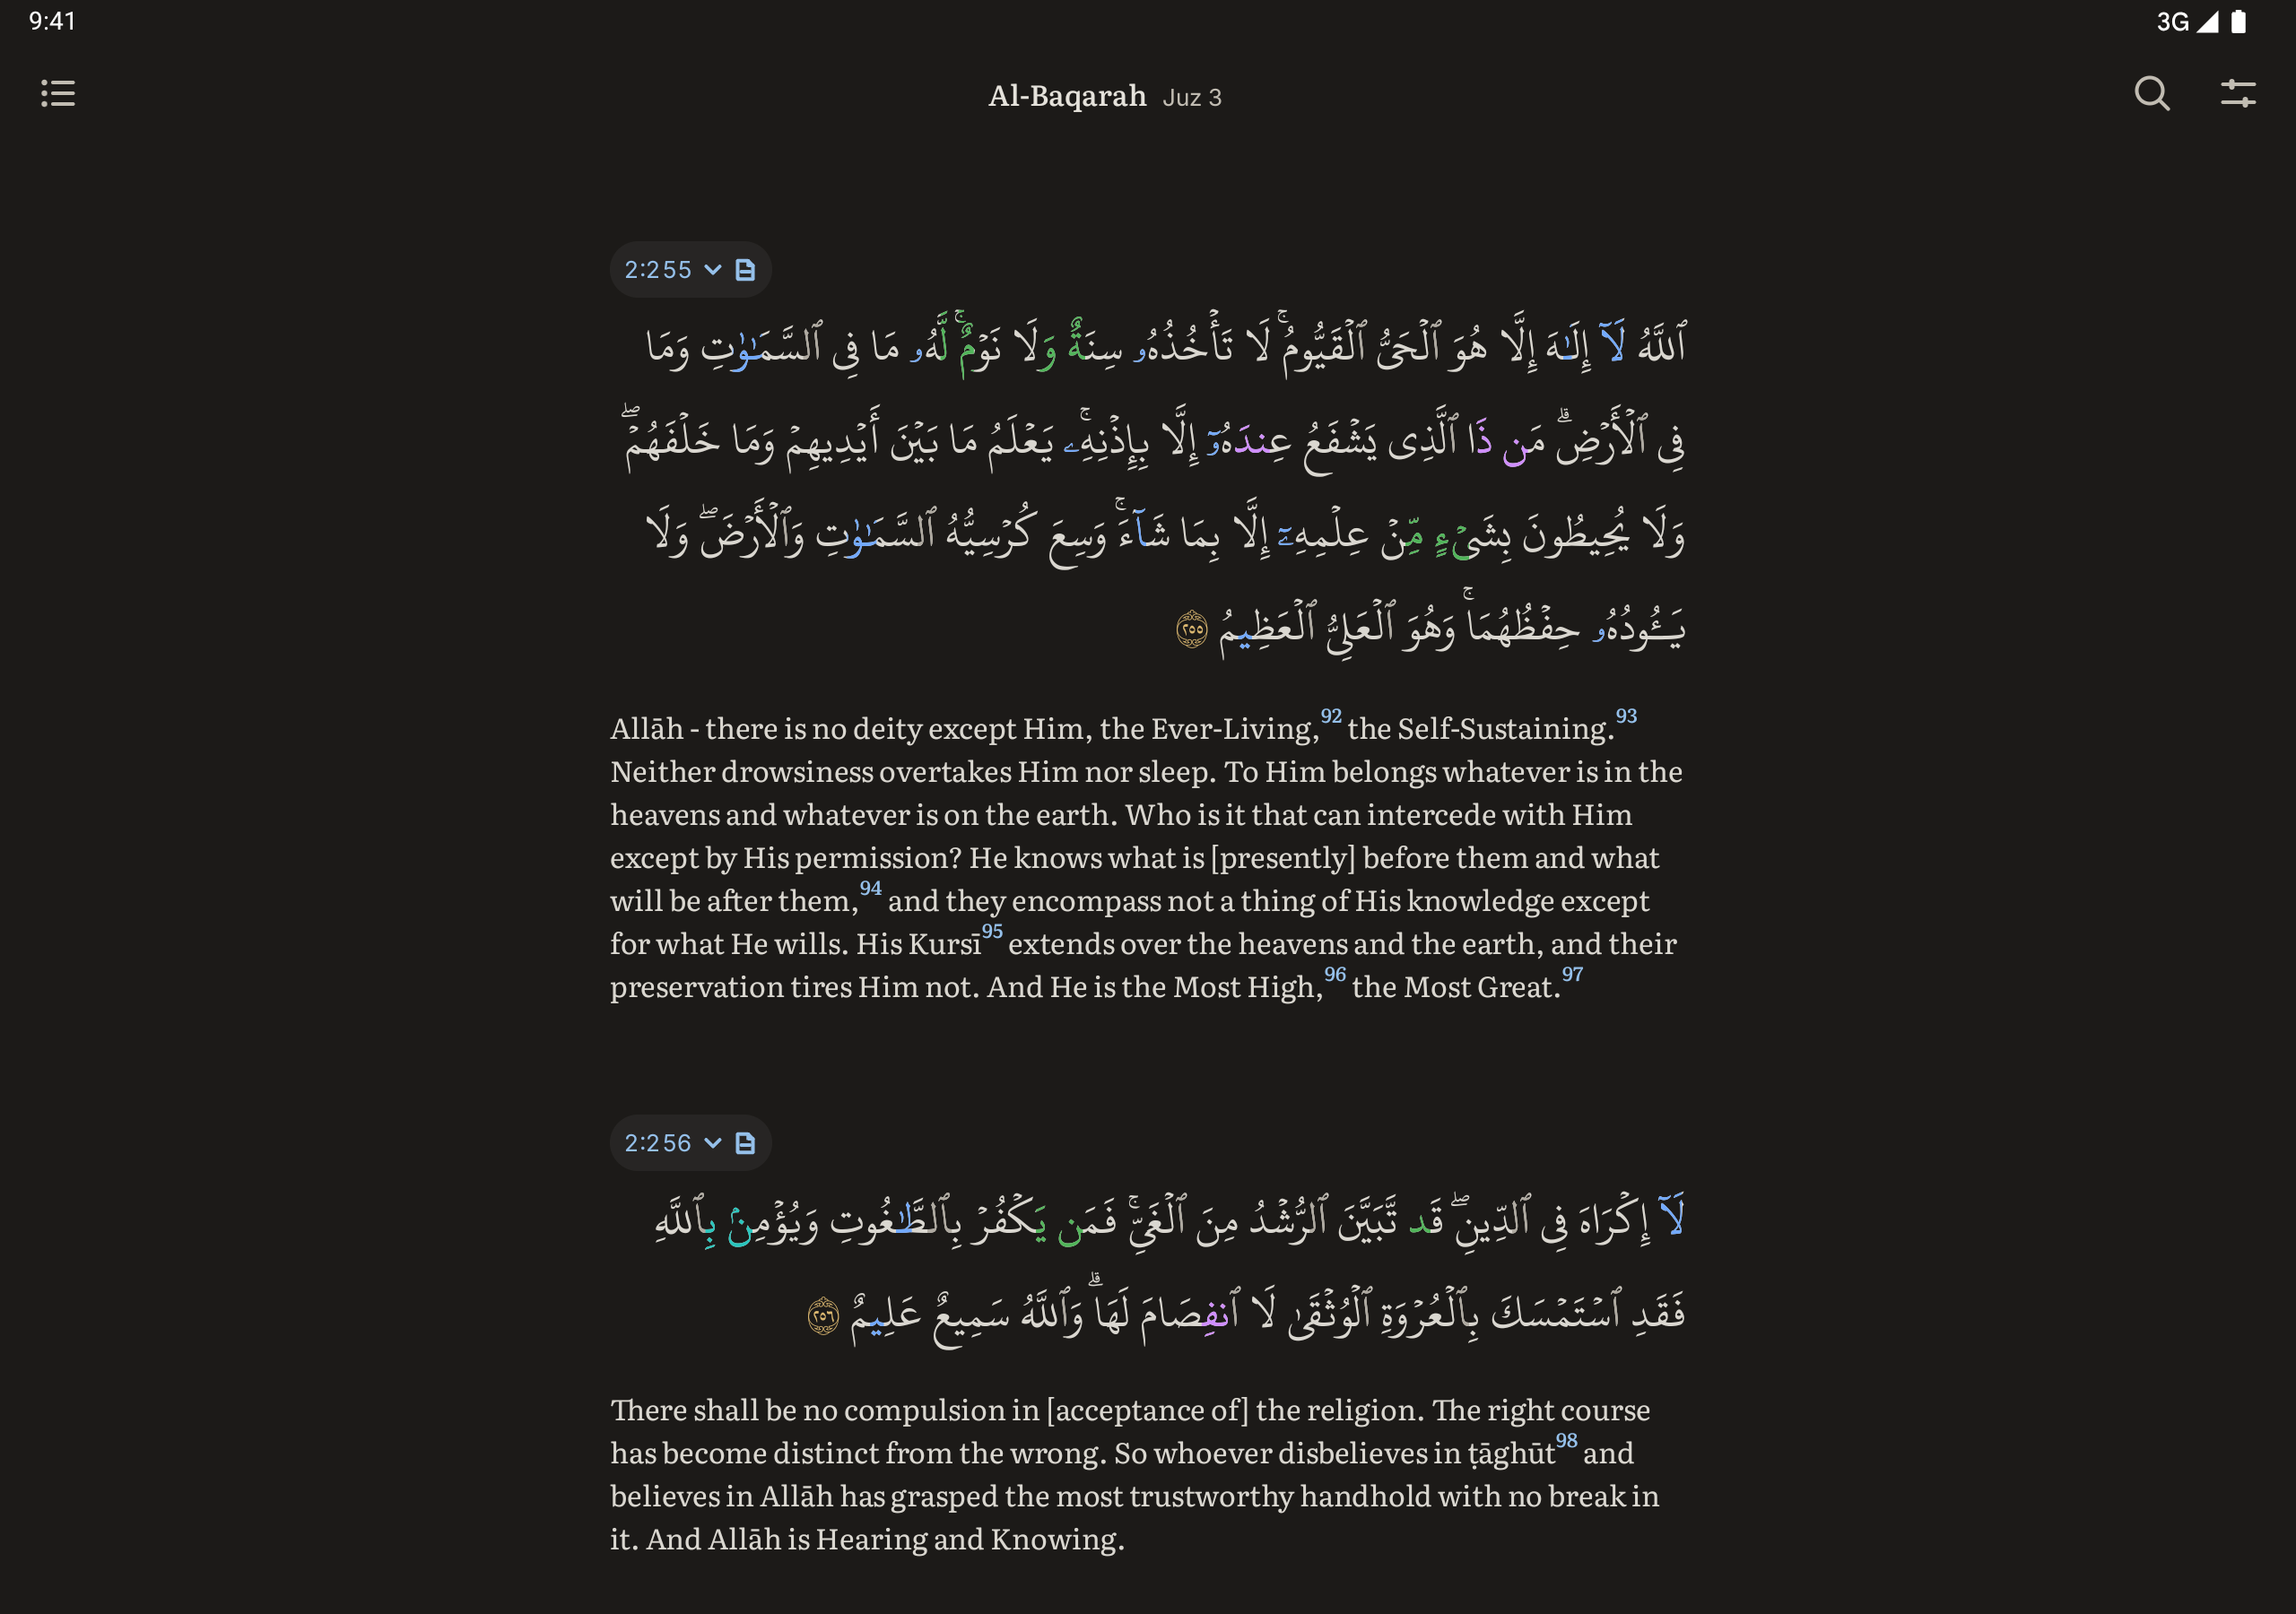 9:41
3G
Al-Baqarah Juz 3
2:255
ٱللَّهُ لَآ إِلَـٰهَ إِلَّا هُوَ ٱلْحَىُّ ٱلْقَيُّومُ ۚ لَا تَأْخُذُهُۥ سِنَةٌ وَلَا نَوْمٌ ۚ لَّهُۥ مَا فِى ٱلسَّمَـٰوَٰتِ وَمَا
فِى ٱلْأَرْضِ ۗ مَن ذَا ٱلَّذِى يَشْفَعُ عِندَهُۥٓ إِلَّا بِإِذْنِهِۦ ۚ يَعْلَمُ مَا بَيْنَ أَيْدِيهِمْ وَمَا خَلْفَهُمْ ۖ
وَلَا يُحِيطُونَ بِشَىْءٍ مِّنْ عِلْمِهِۦٓ إِلَّا بِمَا شَآءَ ۚ وَسِعَ كُرْسِيُّهُ ٱلسَّمَـٰوَٰتِ وَٱلْأَرْضَ ۖ وَلَا
يَـُٔودُهُۥ حِفْظُهُمَا ۚ وَهُوَ ٱلْعَلِىُّ ٱلْعَظِيمُ ٢٥٥
Allāh - there is no deity except Him, the Ever-Living,92 the Self-Sustaining.93
Neither drowsiness overtakes Him nor sleep. To Him belongs whatever is in the
heavens and whatever is on the earth. Who is it that can intercede with Him
except by His permission? He knows what is [presently] before them and what
will be after them,94 and they encompass not a thing of His knowledge except
for what He wills. His Kursī95 extends over the heavens and the earth, and their
preservation tires Him not. And He is the Most High,96 the Most Great.97
2:256
لَآ إِكْرَاهَ فِى ٱلدِّينِ ۖ قَد تَّبَيَّنَ ٱلرُّشْدُ مِنَ ٱلْغَىِّ ۚ فَمَن يَكْفُرْ بِٱلطَّـٰغُوتِ وَيُؤْمِنۢ بِٱللَّهِ
فَقَدِ ٱسْتَمْسَكَ بِٱلْعُرْوَةِ ٱلْوُثْقَىٰ لَا ٱنفِصَامَ لَهَا ۗ وَٱللَّهُ سَمِيعٌ عَلِيمٌ ٢٥٦
There shall be no compulsion in [acceptance of] the religion. The right course
has become distinct from the wrong. So whoever disbelieves in ṭāghūt98 and
believes in Allāh has grasped the most trustworthy handhold with no break in
it. And Allāh is Hearing and Knowing.